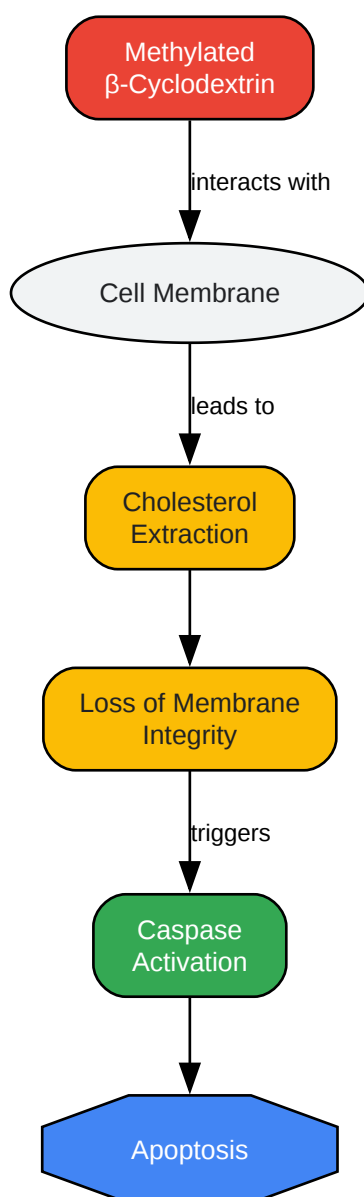 Methylated
β-Cyclodextrin
interacts with
Cell Membrane
leads to
Cholesterol
Extraction
Loss of Membrane
Integrity
triggers
Caspase
Activation
Apoptosis